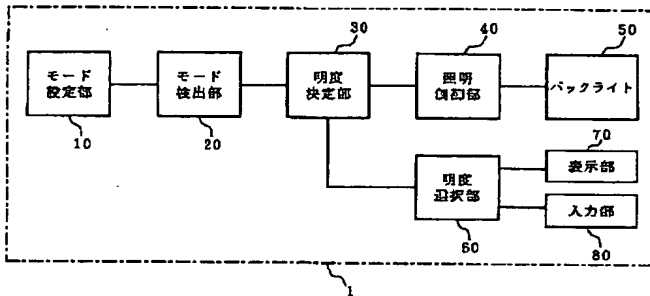 30
40
50
モード
設定部
モード
検出部
明度
決定部
照明
制御部
バックライト
10
20
70
明度
選択部
表示部
入力部
60
80
1